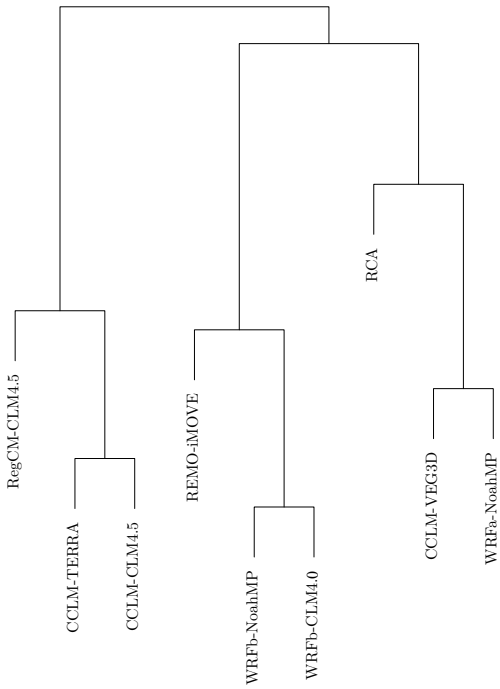 RegCM-CLM4.5
CCLM-TERRA
CCLM-CLM4.5
REMO-iMOVE
WRFb-NoahMP
WRFb-CLM4.0
RCA
CCLM-VEG3D
WRFa-NoahMP